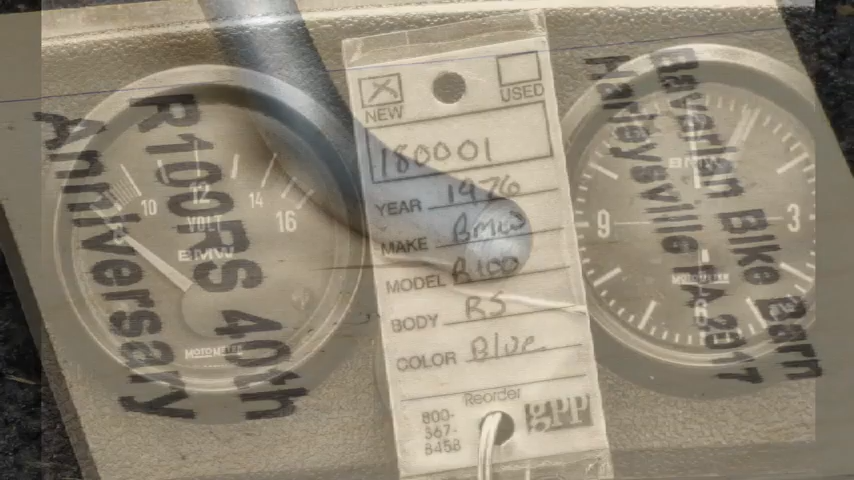 NEW
USED
180001
YEAR 1976
MAKE BMW
MODEL R100
BODY RS
COLOR Blue
Reorder
800-
367-
8458
gpp
R100RS 40th
Anniversary
Bavarian Bike Barn
Harleysville PA 2017
10 12 14 16
VOLT
BMW
MOTOMETER
BMW
9 3
6
MOTOMETER